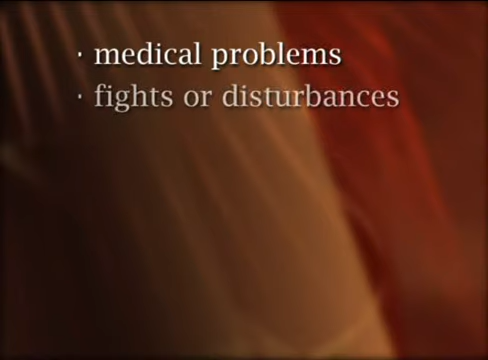 · medical problems
· fights or disturbances